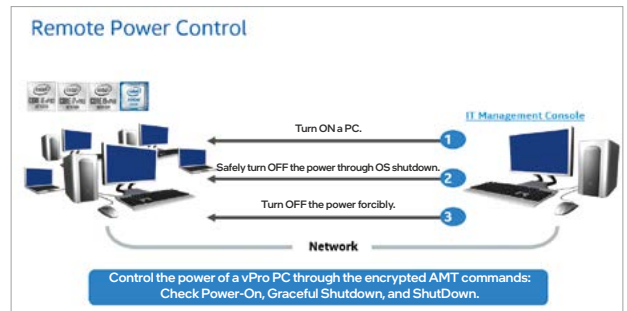 Remote Power Control
IT Management Console
Turn ON a PC.
1
Safely turn OFF the power through OS shutdown.
2
Turn OFF the power forcibly.
3
Network
Control the power of a vPro PC through the encrypted AMT commands:
Check Power-On, Graceful Shutdown, and ShutDown.